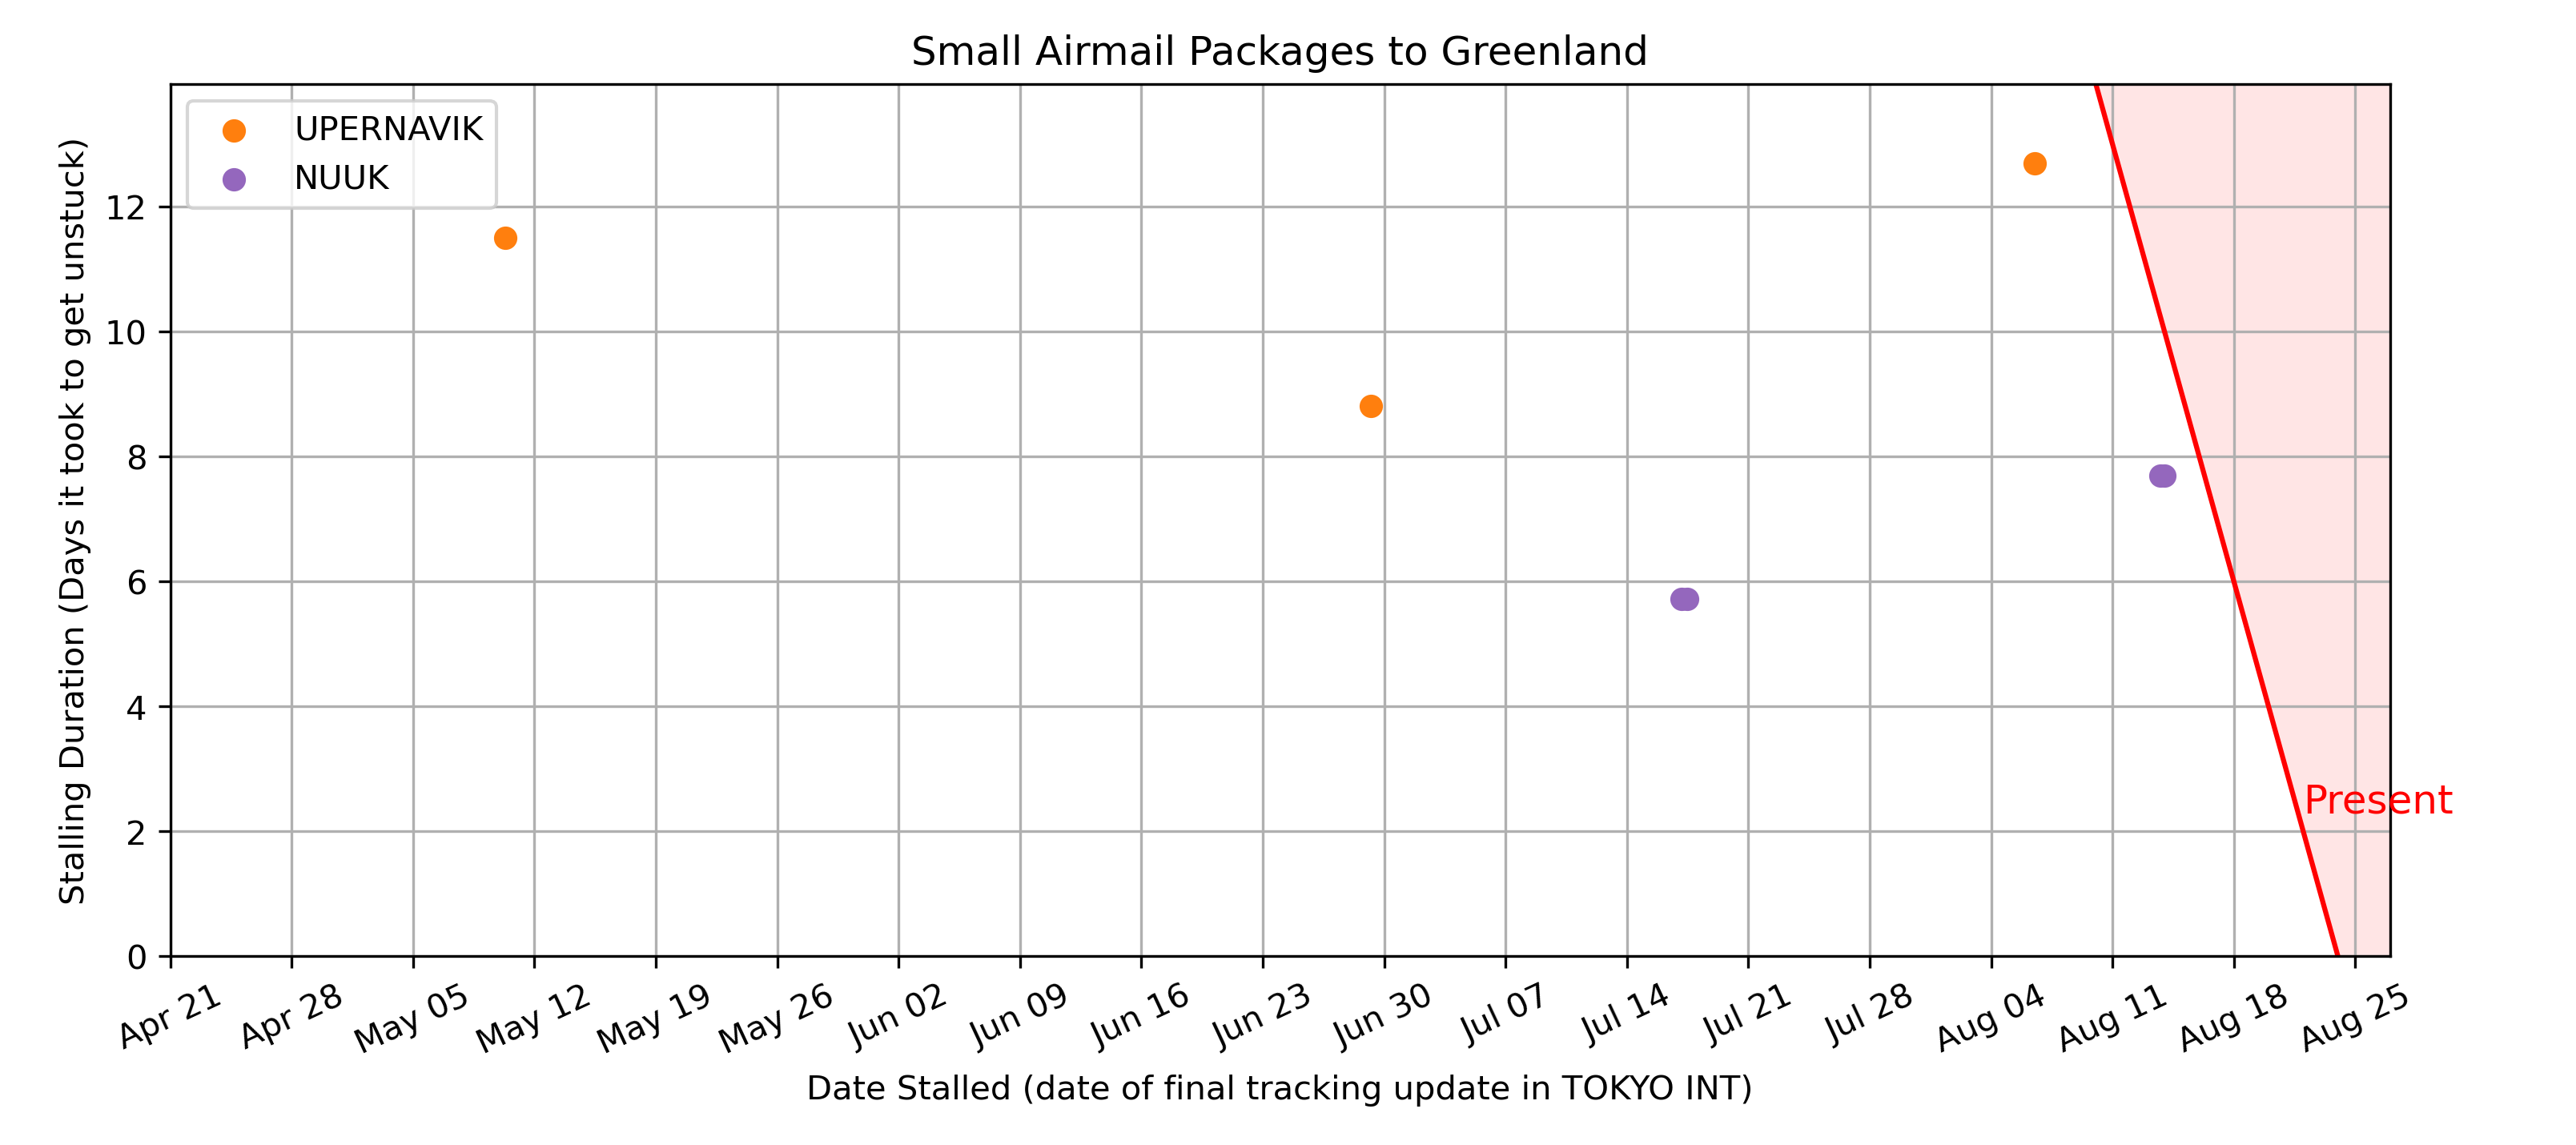 Small Airmail Packages to Greenland
UPERNAVIK
NUUK
Stalling Duration (Days it took to get unstuck)
12
10
8
6
4
2
0
Present
Apr 21
Apr 28
May 05
May 12
May 19
May 26
Jun 02
Jun 09
Jun 16
Jun 23
Jun 30
Jul 07
Jul 14
Jul 21
Jul 28
Aug 04
Aug 11
Aug 18
Aug 25
Date Stalled (date of final tracking update in TOKYO INT)